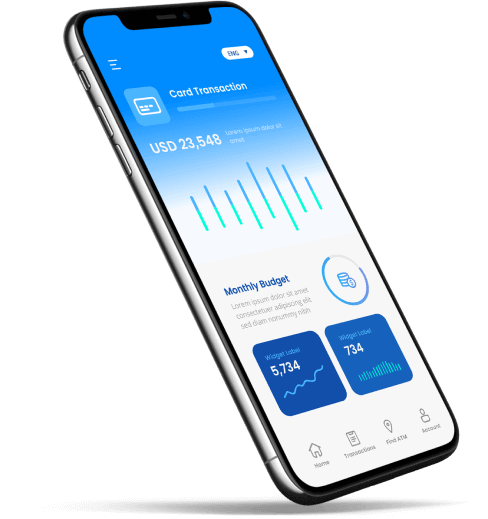 ENG
Card Transaction
USD 23,548
Lorem ipsum dolor sit
amet
Monthly Budget
Lorem ipsum dolor sit amet
consectetuer adipiscing elit
sed diam nonummy nibh
Widget Label
5,734
Widget Label
734
Home
Transactions
Find ATM
Account